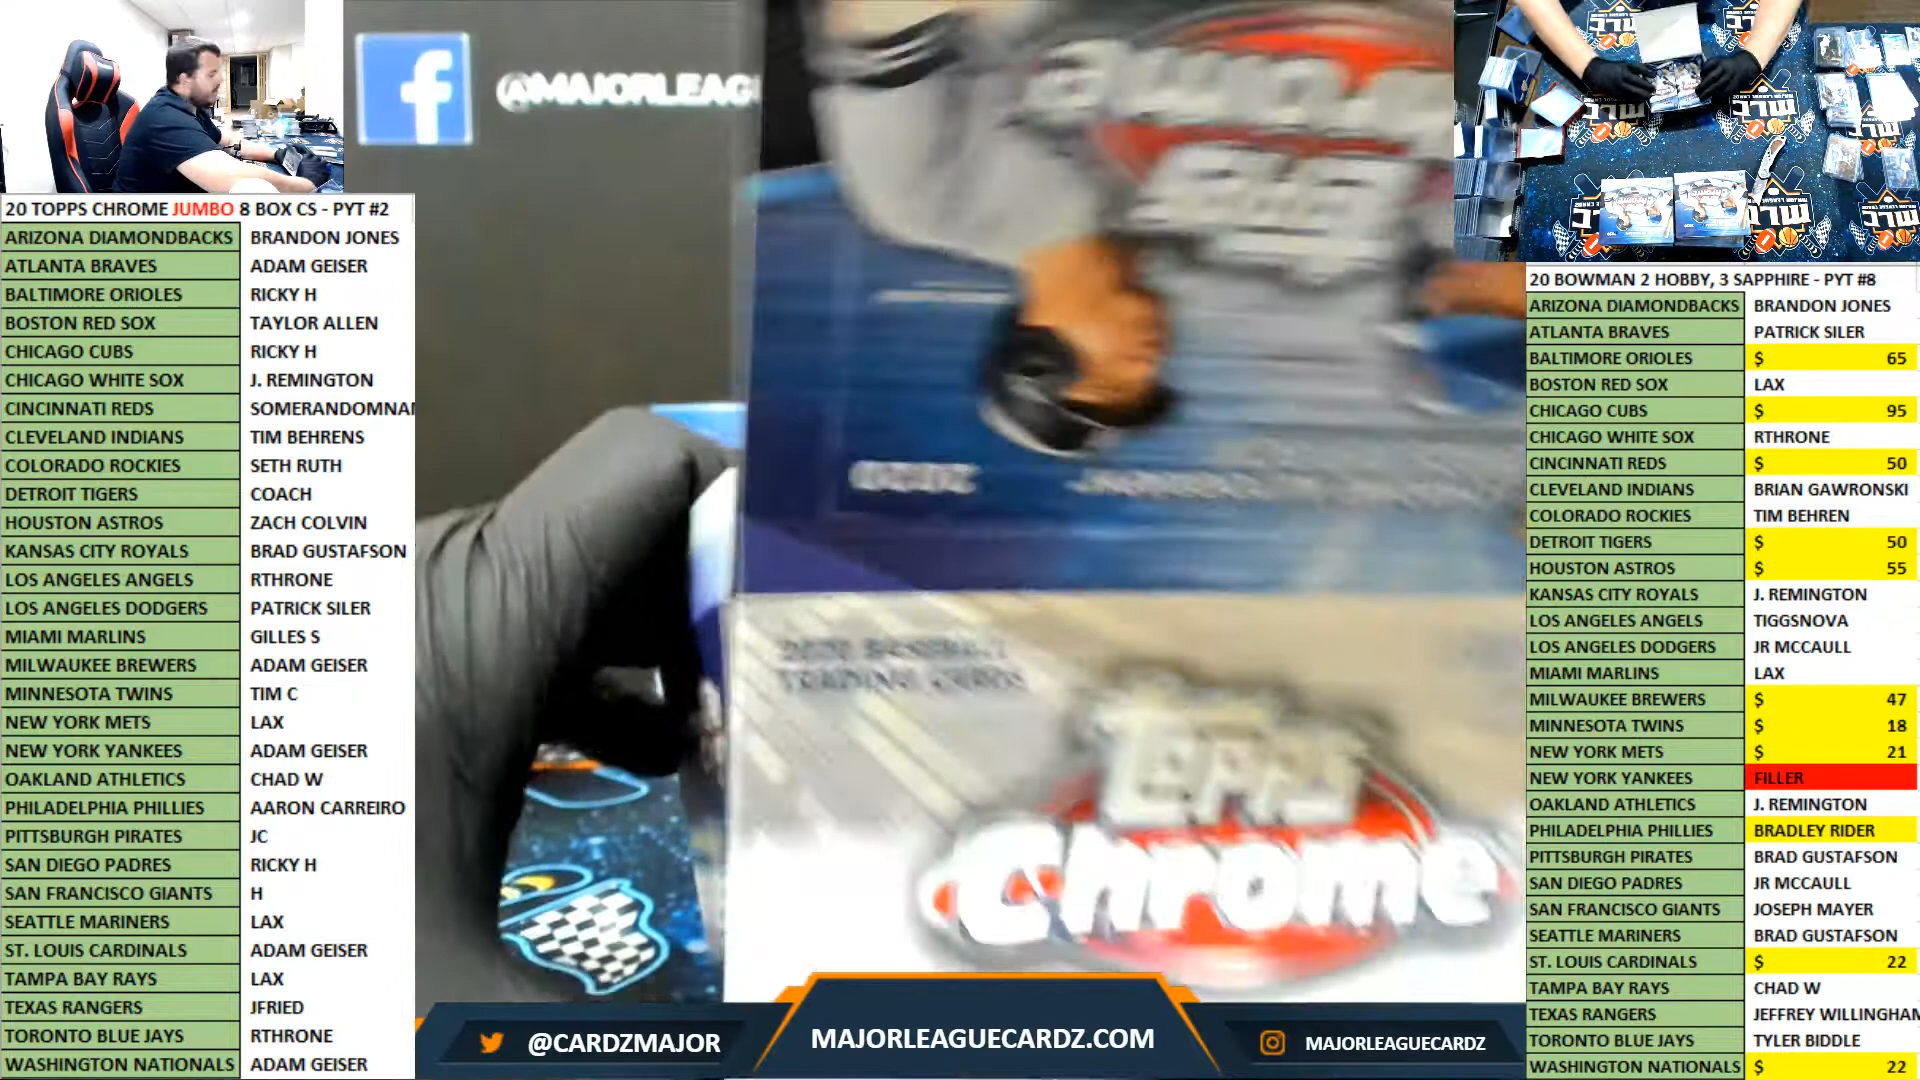 @MAJORLEAG
20 TOPPS CHROME JUMBO 8 BOX CS - PYT #2
ARIZONA DIAMONDBACKS BRANDON JONES
ATLANTA BRAVES ADAM GEISER
BALTIMORE ORIOLES RICKY H
BOSTON RED SOX TAYLOR ALLEN
CHICAGO CUBS RICKY H
CHICAGO WHITE SOX J. REMINGTON
CINCINNATI REDS SOMERANDOMNA
CLEVELAND INDIANS TIM BEHRENS
COLORADO ROCKIES SETH RUTH
DETROIT TIGERS COACH
HOUSTON ASTROS ZACH COLVIN
KANSAS CITY ROYALS BRAD GUSTAFSON
LOS ANGELES ANGELS RTHRONE
LOS ANGELES DODGERS PATRICK SILER
MIAMI MARLINS GILLES S
MILWAUKEE BREWERS ADAM GEISER
MINNESOTA TWINS TIM C
NEW YORK METS LAX
NEW YORK YANKEES ADAM GEISER
OAKLAND ATHLETICS CHAD W
PHILADELPHIA PHILLIES AARON CARREIRO
PITTSBURGH PIRATES JC
SAN DIEGO PADRES RICKY H
SAN FRANCISCO GIANTS H
SEATTLE MARINERS LAX
ST. LOUIS CARDINALS ADAM GEISER
TAMPA BAY RAYS LAX
TEXAS RANGERS JFRIED
TORONTO BLUE JAYS RTHRONE
WASHINGTON NATIONALS ADAM GEISER
2020
2020 BASEBALL
TRADING CARDS
Topps
Chrome
@CARDZMAJOR
MAJORLEAGUECARDZ.COM
MAJORLEAGUECARDZ
20 BOWMAN 2 HOBBY, 3 SAPPHIRE - PYT #8
ARIZONA DIAMONDBACKS BRANDON JONES
ATLANTA BRAVES PATRICK SILER
BALTIMORE ORIOLES $ 65
BOSTON RED SOX LAX
CHICAGO CUBS $ 95
CHICAGO WHITE SOX RTHRONE
CINCINNATI REDS $ 50
CLEVELAND INDIANS BRIAN GAWRONSKI
COLORADO ROCKIES TIM BEHREN
DETROIT TIGERS $ 50
HOUSTON ASTROS $ 55
KANSAS CITY ROYALS J. REMINGTON
LOS ANGELES ANGELS TIGGSNOVA
LOS ANGELES DODGERS JR MCCAULL
MIAMI MARLINS LAX
MILWAUKEE BREWERS $ 47
MINNESOTA TWINS $ 18
NEW YORK METS $ 21
NEW YORK YANKEES FILLER
OAKLAND ATHLETICS J. REMINGTON
PHILADELPHIA PHILLIES BRADLEY RIDER
PITTSBURGH PIRATES BRAD GUSTAFSON
SAN DIEGO PADRES JR MCCAULL
SAN FRANCISCO GIANTS JOSEPH MAYER
SEATTLE MARINERS BRAD GUSTAFSON
ST. LOUIS CARDINALS $ 22
TAMPA BAY RAYS CHAD W
TEXAS RANGERS JEFFREY WILLINGHAM
TORONTO BLUE JAYS TYLER BIDDLE
WASHINGTON NATIONALS $ 22